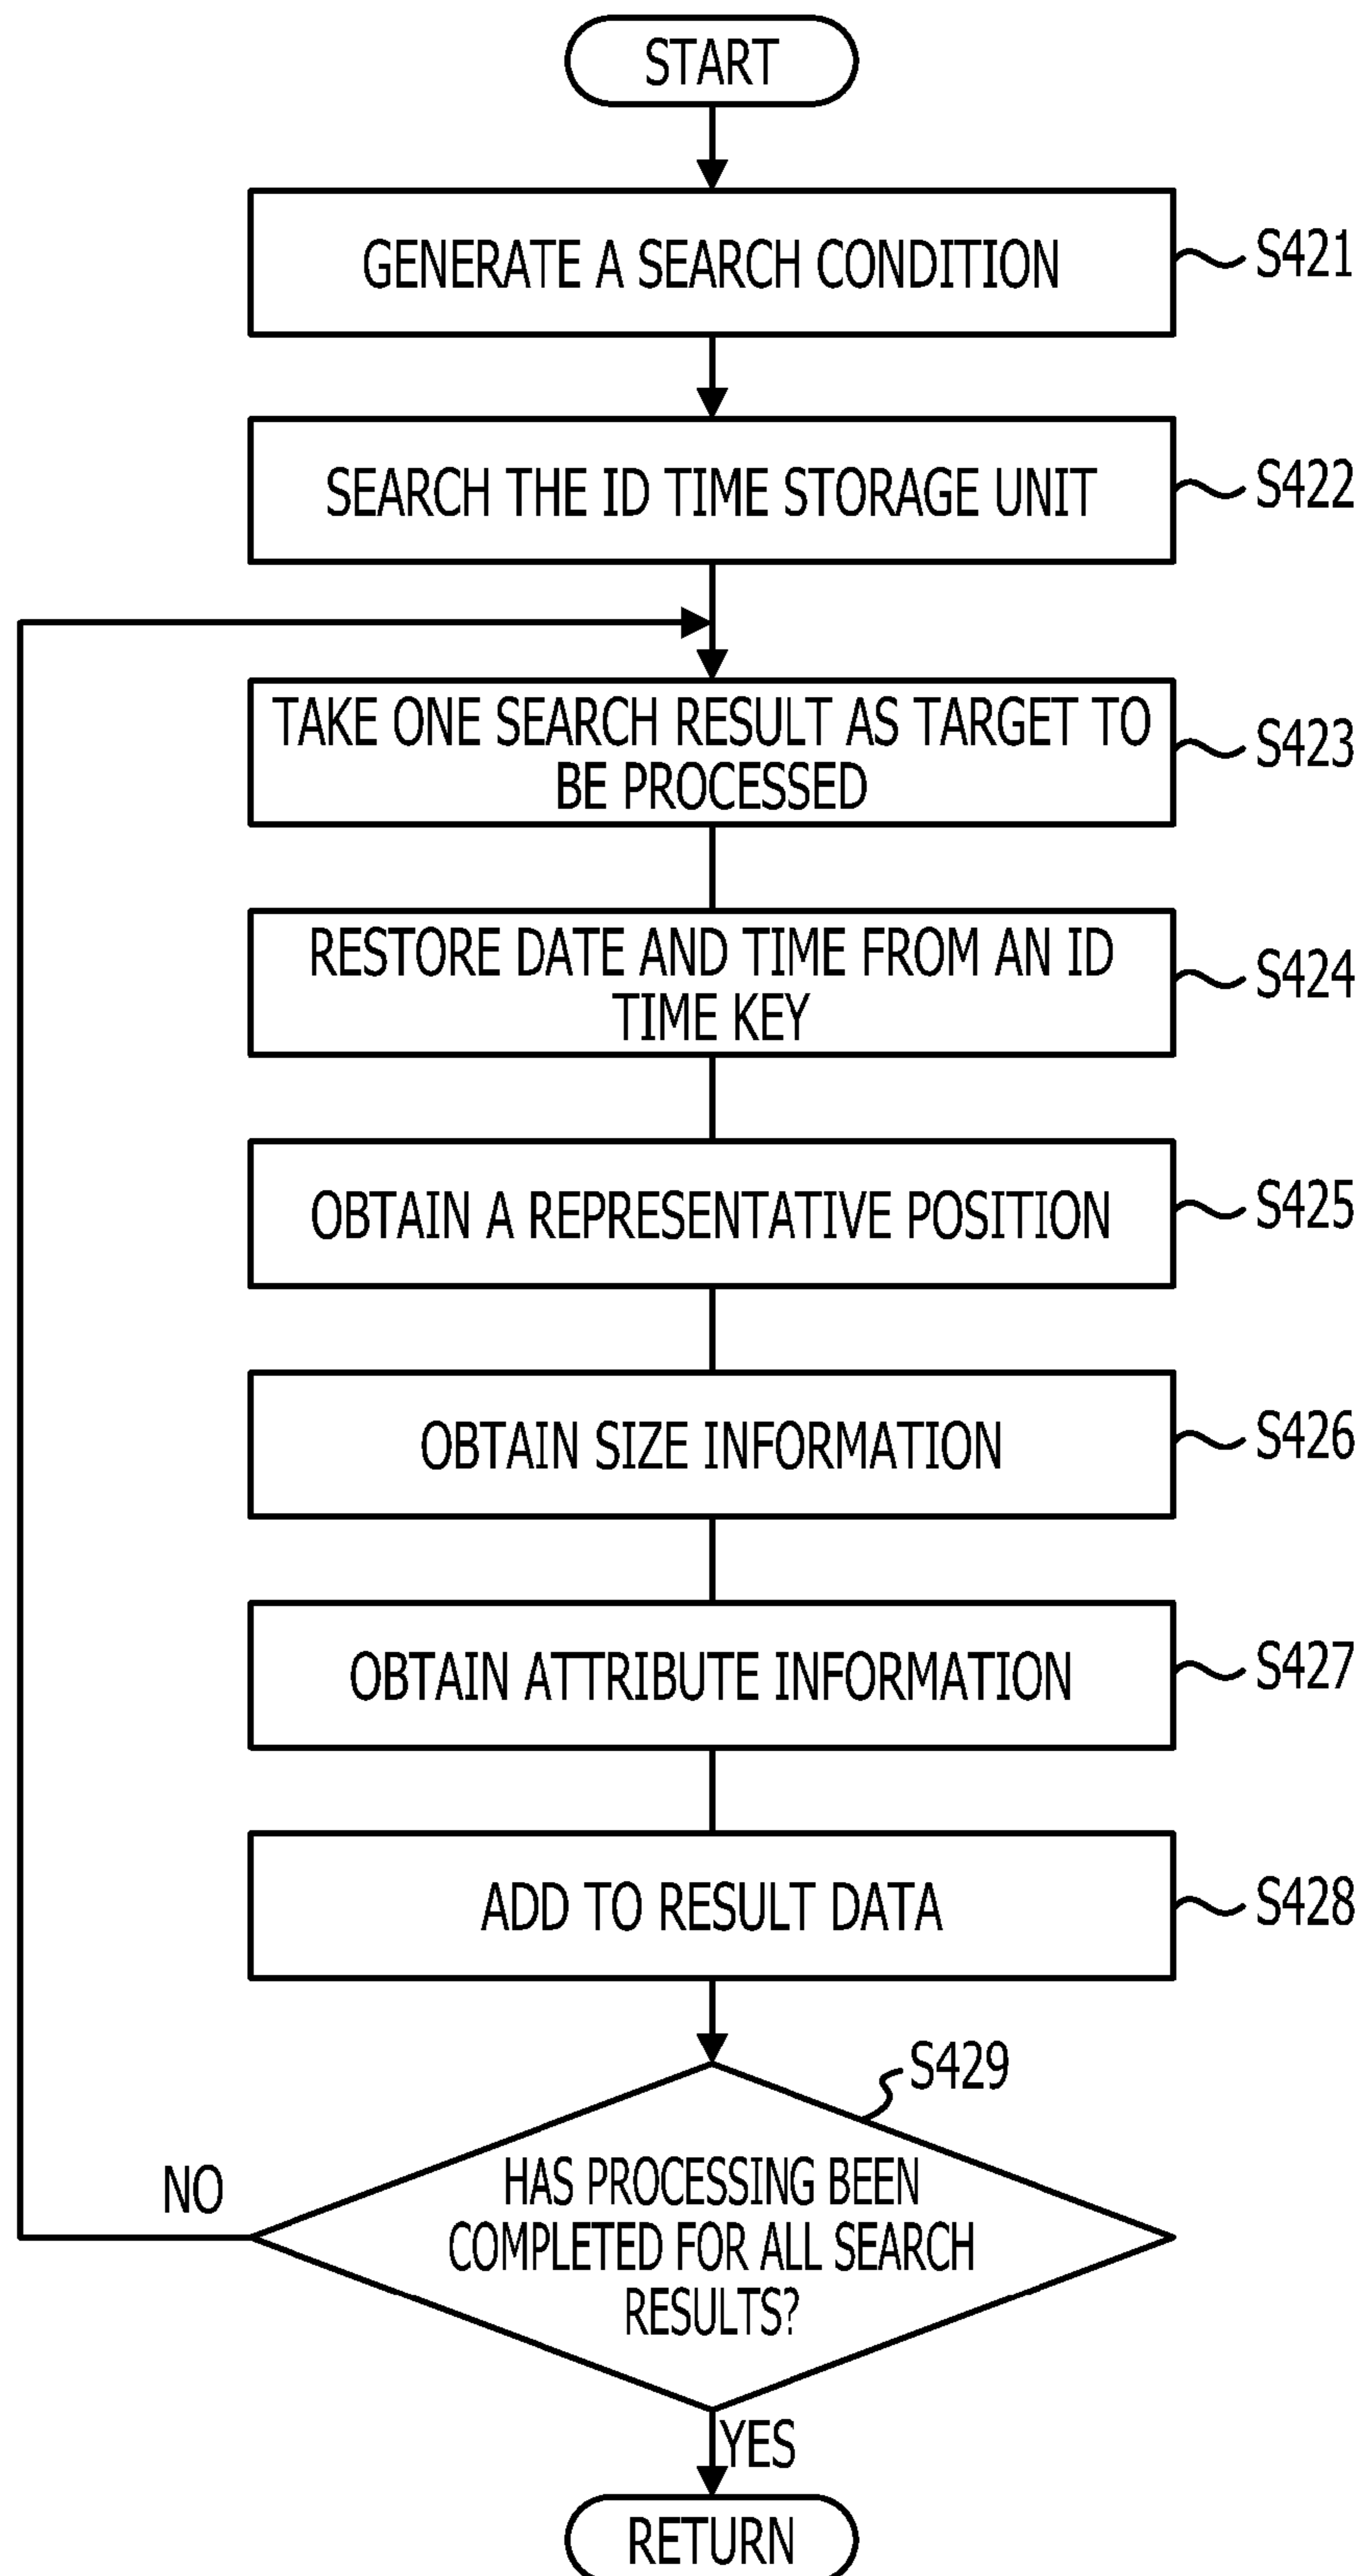 START
GENERATE A SEARCH CONDITION
S421
SEARCH THE ID TIME STORAGE UNIT
S422
TAKE ONE SEARCH RESULT AS TARGET TO
BE PROCESSED
S423
RESTORE DATE AND TIME FROM AN ID
TIME KEY
S424
OBTAIN A REPRESENTATIVE POSITION
S425
OBTAIN SIZE INFORMATION
S426
OBTAIN ATTRIBUTE INFORMATION
S427
ADD TO RESULT DATA
S428
S429
HAS PROCESSING BEEN
COMPLETED FOR ALL SEARCH
RESULTS?
NO
YES
RETURN